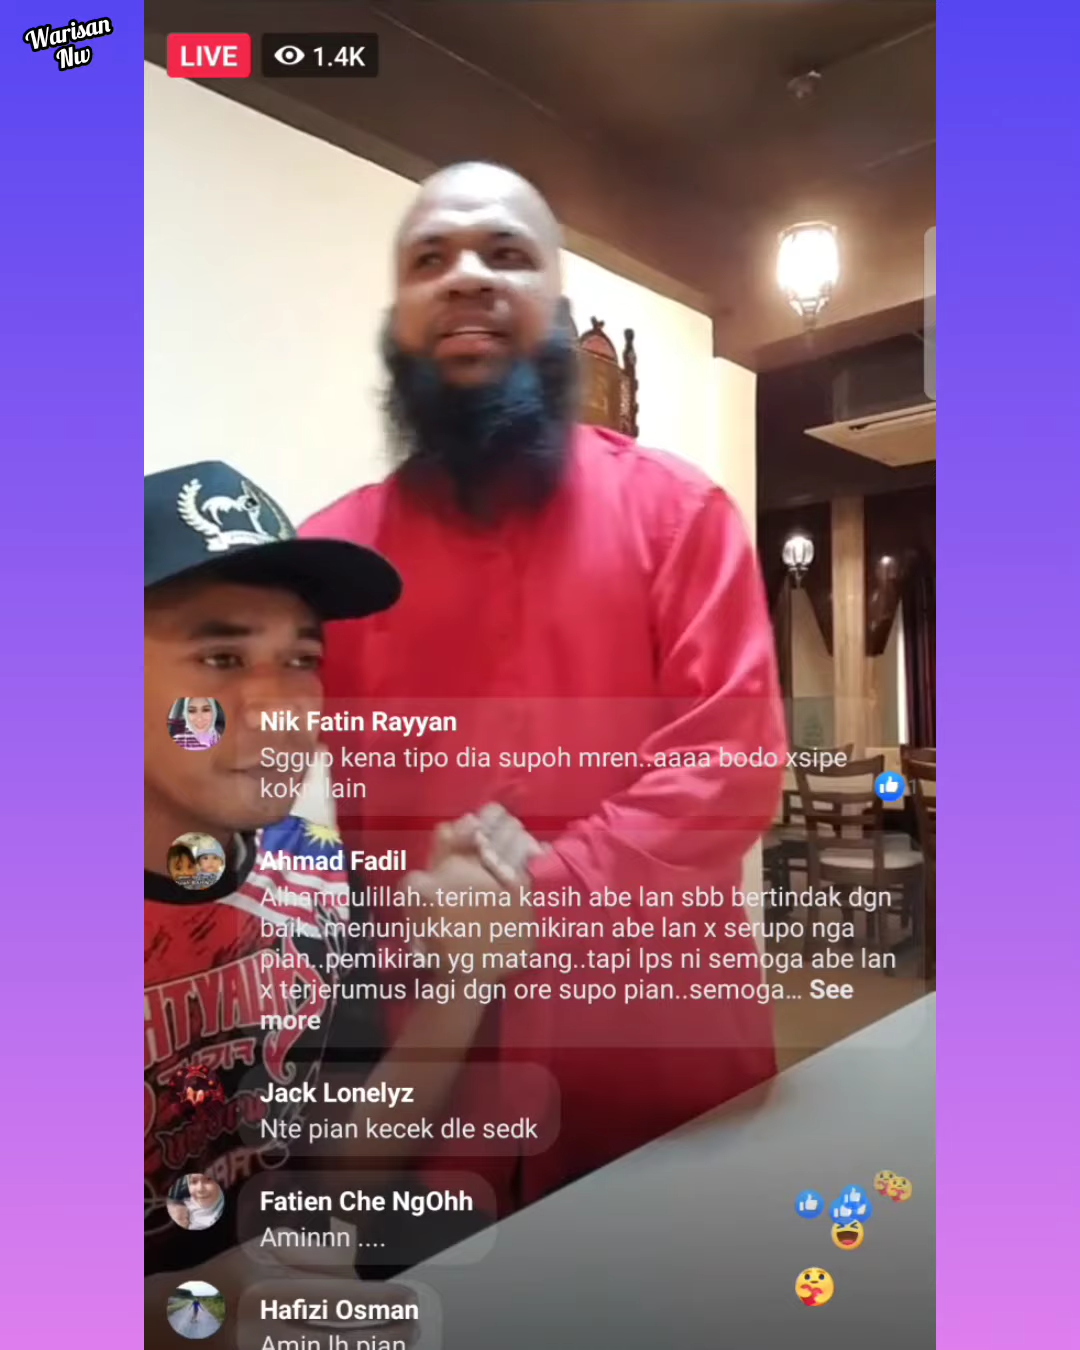 Warisan
Nw
LIVE
1.4K
Nik Fatin Rayyan
Sggup kena tipo dia supoh mren..aaaa bodo xsipe
lain
Ahmad Fadil
Alhamdulillah..terima kasih abe lan sbb bertindak dgn
baik..menunjukkan pemikiran abe lan x serupo nga
pian..pemikiran yg matang..tapi lps ni semoga abe lan
x terjerumus lagi dgn ore supo pian..semoga... See
more
Jack Lonelyz
Nte pian kecek dle sedk
Fatien Che NgOhh
Aminnn ....
Hafizi Osman
Amin lh pian